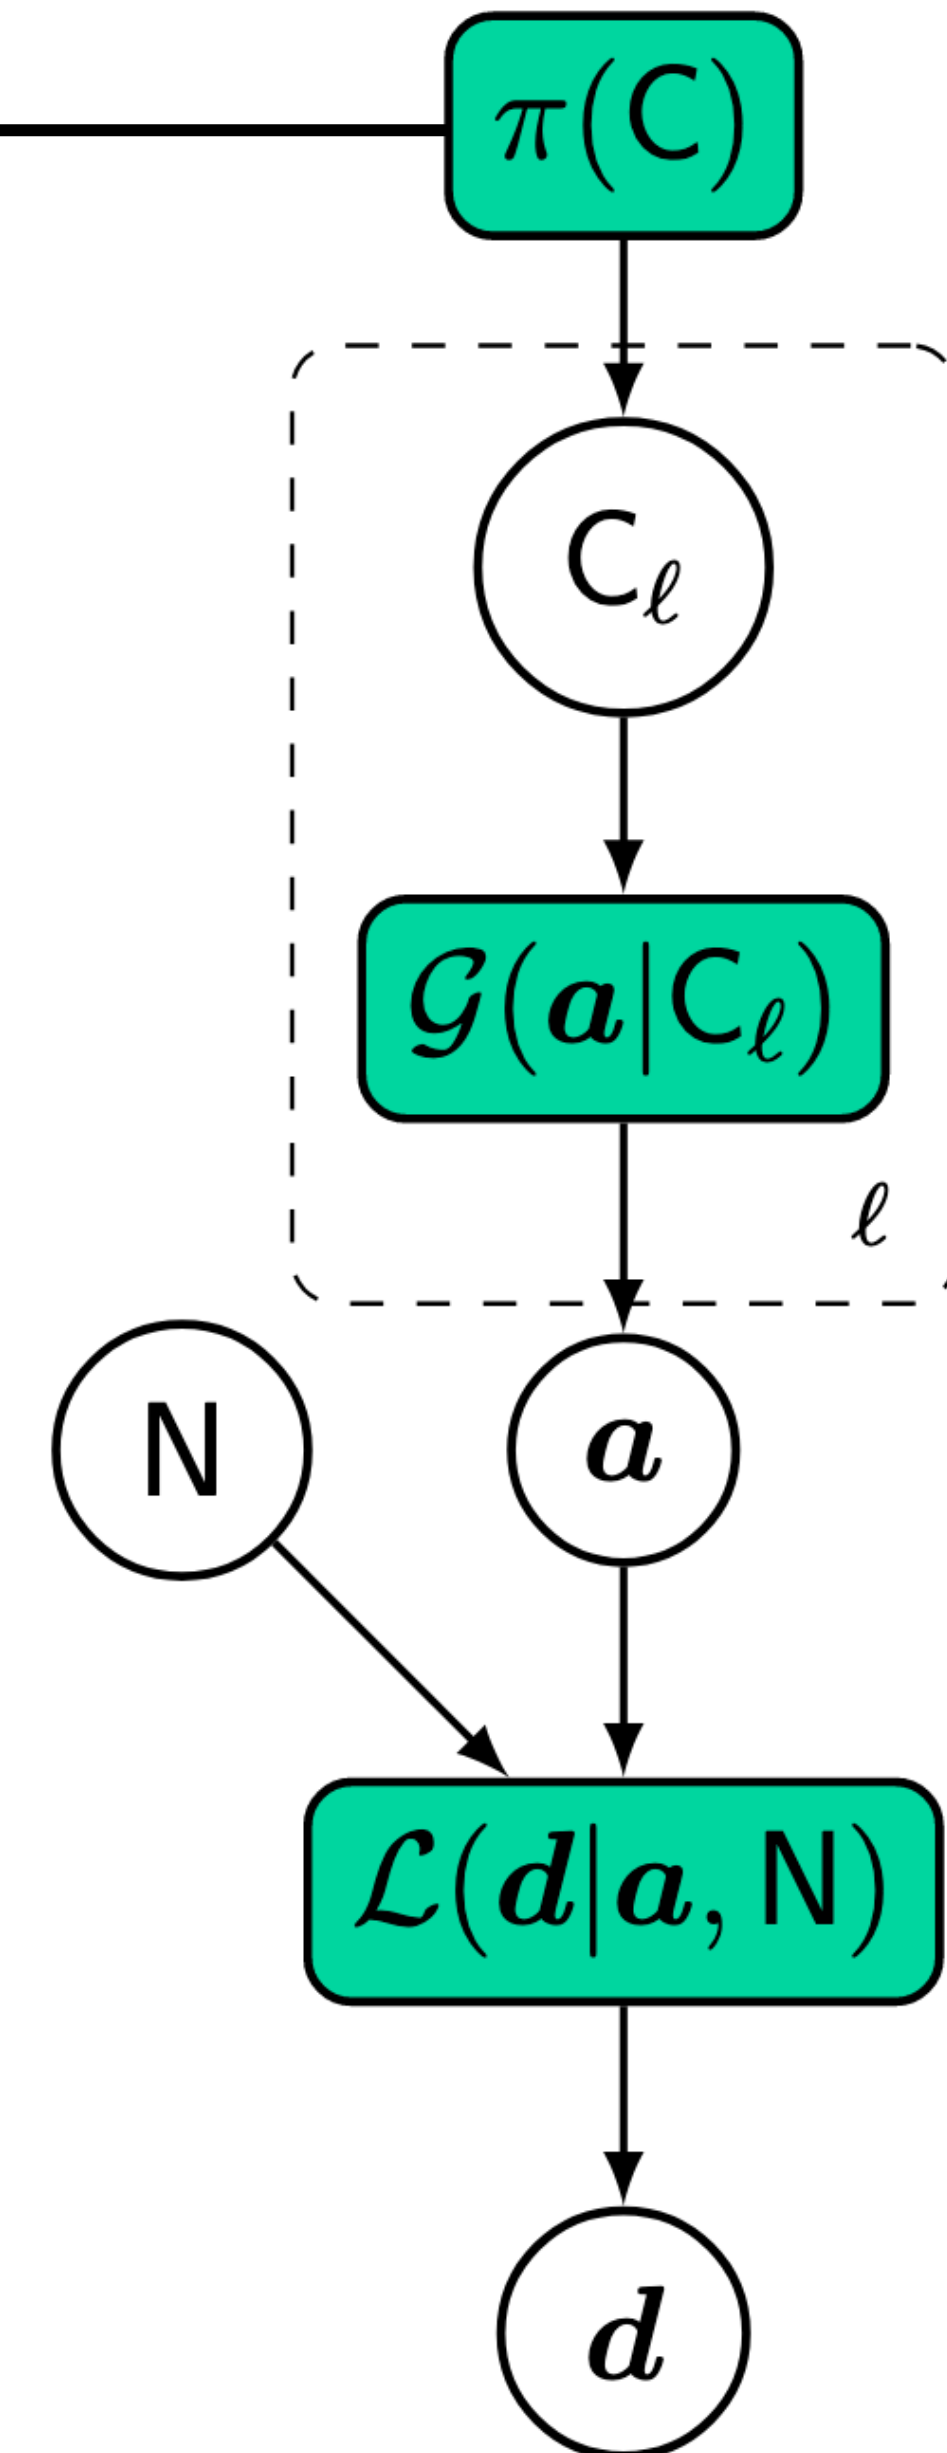 π(C)
C_ℓ
𝓖(𝒂|C_ℓ)
ℓ
N
𝒂
𝓛(𝒅|𝒂, N)
𝒅